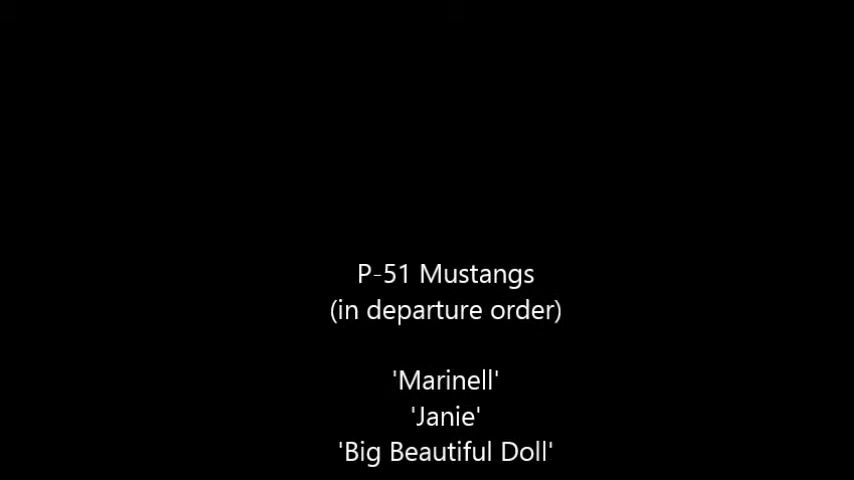 P-51 Mustangs
(in departure order)
'Marinell'
'Janie'
'Big Beautiful Doll'